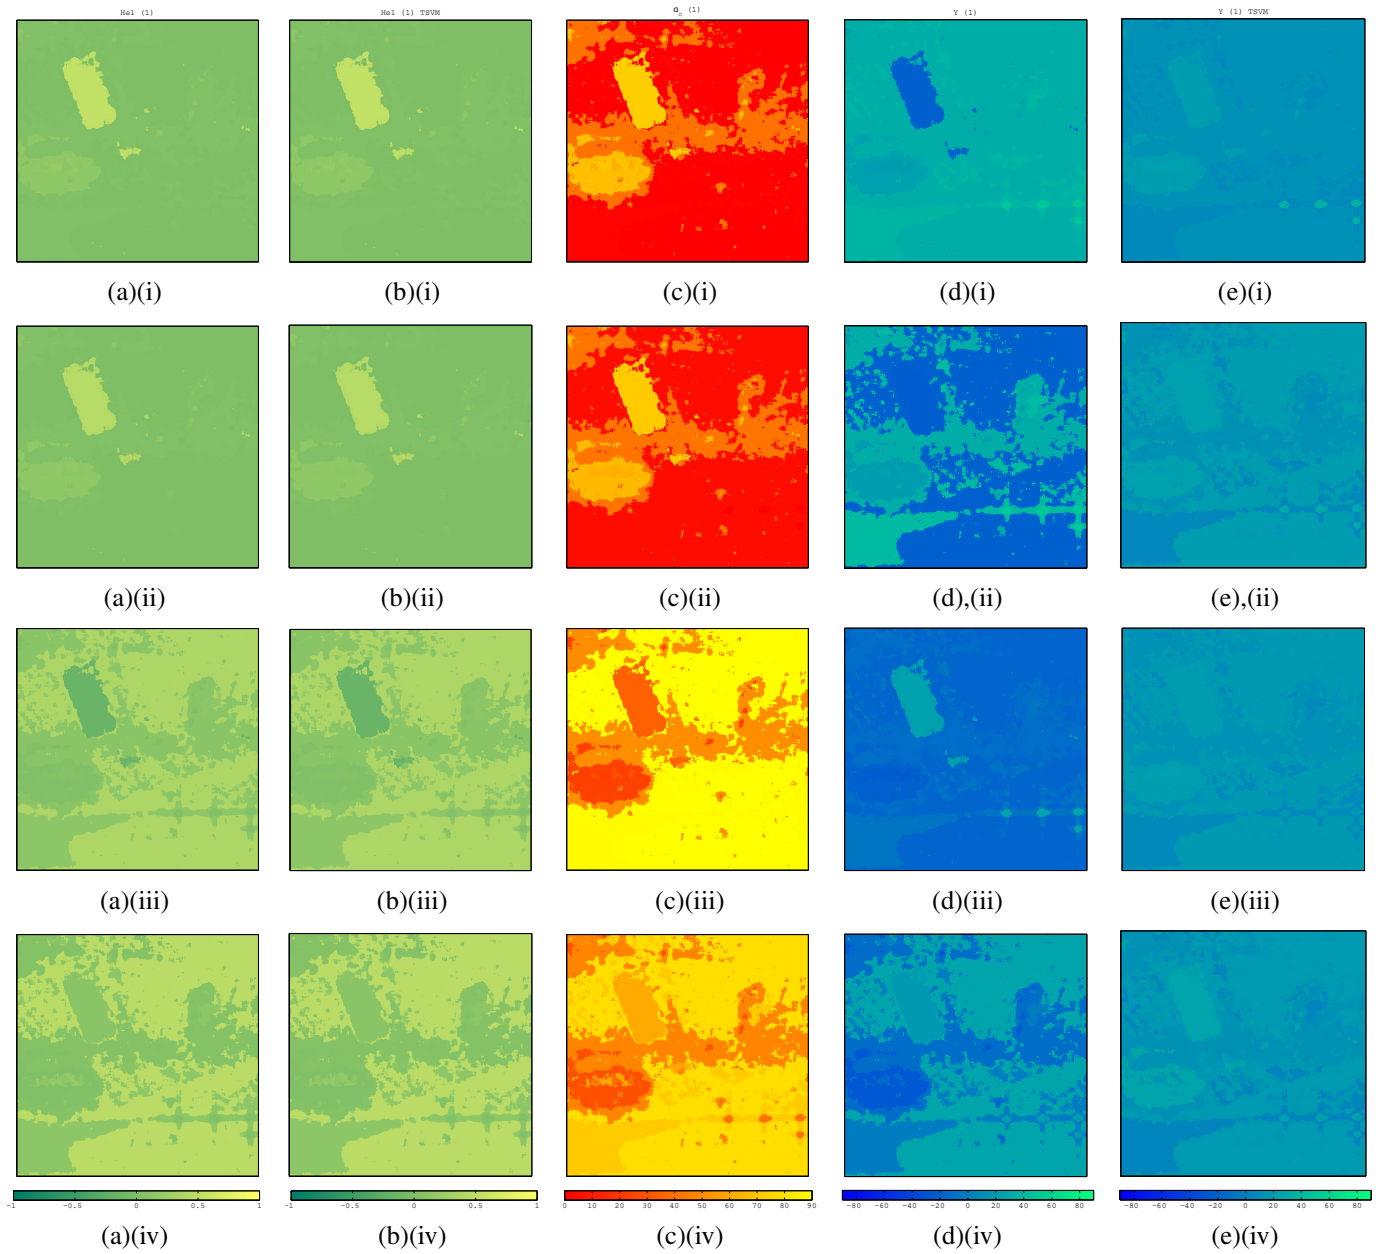 Hel (1) Hel (1) TSVM α_c (1) Y (1) Y (1) TSVM
(a)(i) (b)(i) (c)(i) (d)(i) (e)(i)
(a)(ii) (b)(ii) (c)(ii) (d),(ii) (e),(ii)
(a)(iii) (b)(iii) (c)(iii) (d)(iii) (e)(iii)
-1 -0.5 0 0.5 1 -1 -0.5 0 0.5 1 0 10 20 30 40 50 60 70 80 90 -80 -60 -40 -20 0 20 40 60 80 -80 -60 -40 -20 0 20 40 60 80
(a)(iv) (b)(iv) (c)(iv) (d)(iv) (e)(iv)